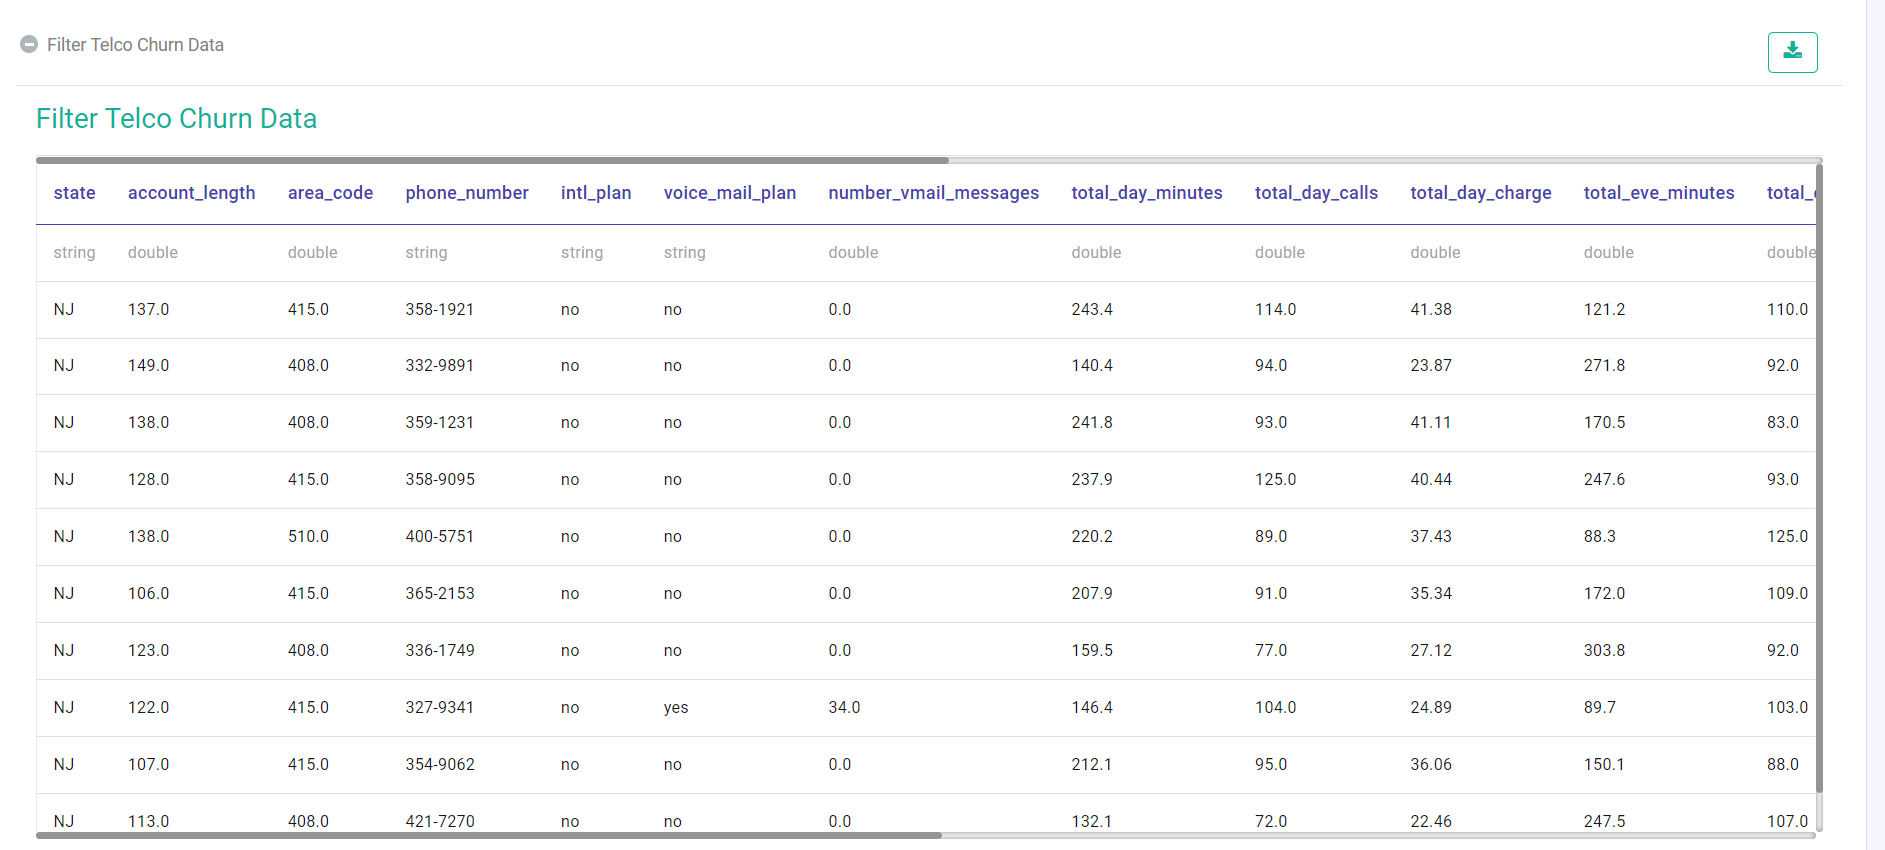 Filter Telco Churn Data
Filter Telco Churn Data
state account_length area_code phone_number intl_plan voice_mail_plan number_vmail_messages total_day_minutes total_day_calls total_day_charge total_eve_minutes total_
string double double string string string double double double double double double
NJ 137.0 415.0 358-1921 no no 0.0 243.4 114.0 41.38 121.2 110.0
NJ 149.0 408.0 332-9891 no no 0.0 140.4 94.0 23.87 271.8 92.0
NJ 138.0 408.0 359-1231 no no 0.0 241.8 93.0 41.11 170.5 83.0
NJ 128.0 415.0 358-9095 no no 0.0 237.9 125.0 40.44 247.6 93.0
NJ 138.0 510.0 400-5751 no no 0.0 220.2 89.0 37.43 88.3 125.0
NJ 106.0 415.0 365-2153 no no 0.0 207.9 91.0 35.34 172.0 109.0
NJ 123.0 408.0 336-1749 no no 0.0 159.5 77.0 27.12 303.8 92.0
NJ 122.0 415.0 327-9341 no yes 34.0 146.4 104.0 24.89 89.7 103.0
NJ 107.0 415.0 354-9062 no no 0.0 212.1 95.0 36.06 150.1 88.0
NJ 113.0 408.0 421-7270 no no 0.0 132.1 72.0 22.46 247.5 107.0